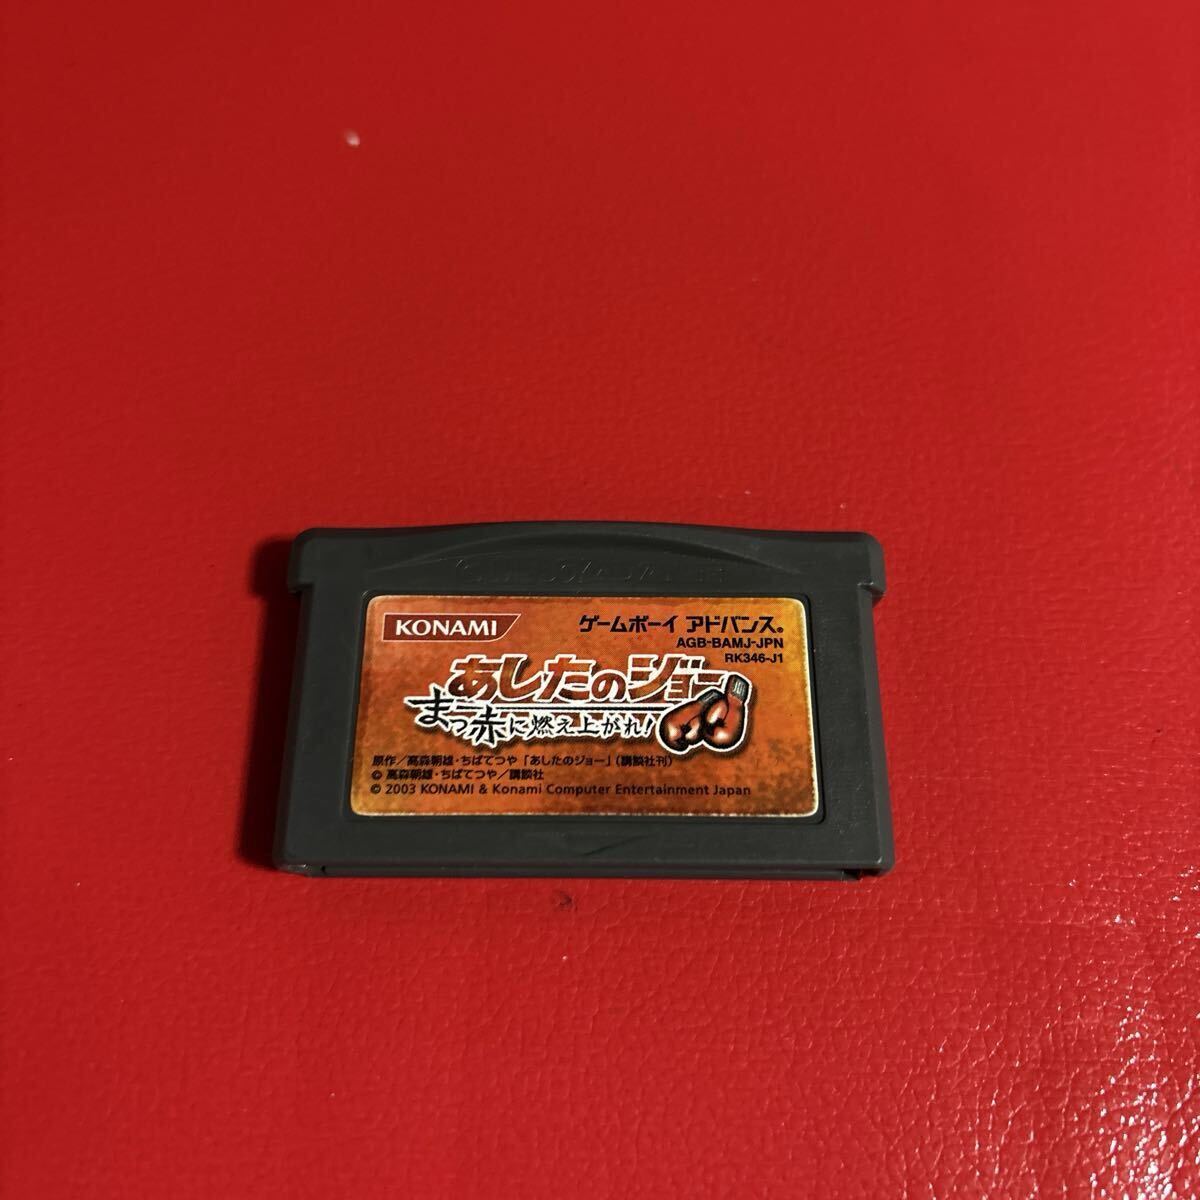 KONAMI
ゲームボーイ アドバンス®
AGB-BAMJ-JPN
RK346-J1
あしたのジョー
まっ赤に燃え上がれ!
原作/高森朝雄・ちばてつや「あしたのジョー」(講談社刊)
© 高森朝雄・ちばてつや/講談社
© 2003 KONAMI & Konami Computer Entertainment Japan